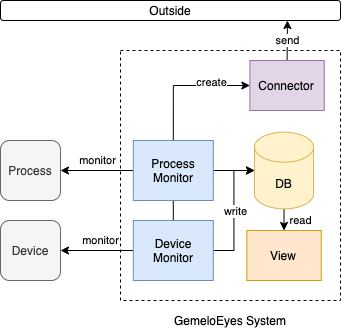 Outside
send
create
Connector
monitor
Process
Process
Monitor
DB
write
monitor
Device
Device
Monitor
read
View
GemeloEyes System